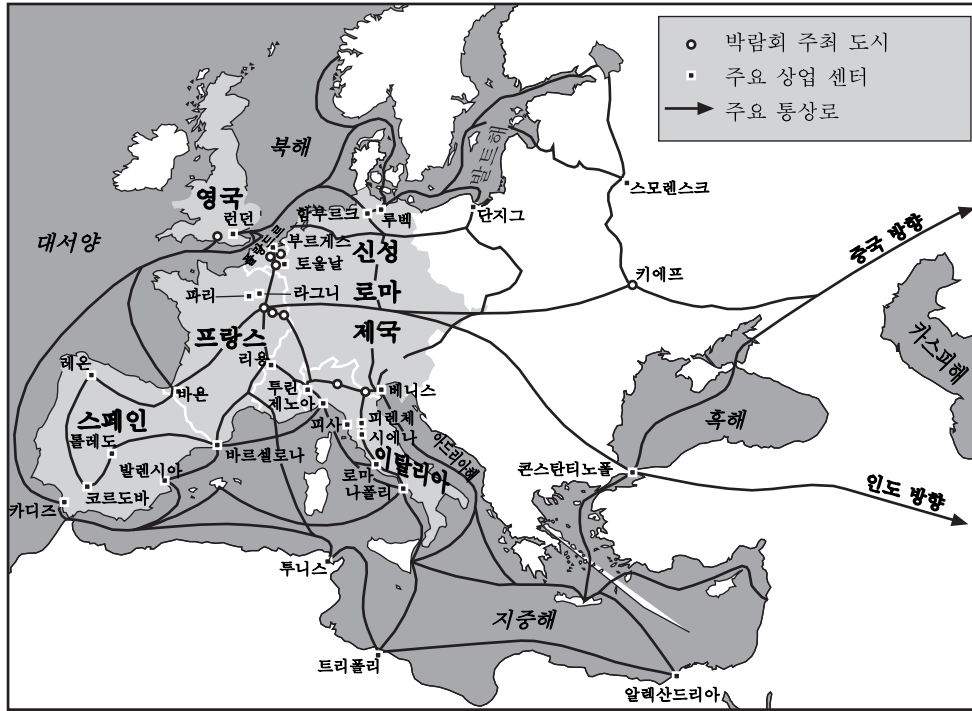 박람회 주최 도시
주요 상업 센터
주요 통상로
북해
발트해
영국
런던
함부르크
루벡
단지그
스모렌스크
중국 방향
대서양
플랑드르
부르게스
토울날
신성
로마
제국
파리
라그니
키에프
카스피해
프랑스
리용
레온
바욘
투린
제노아
베니스
스페인
톨레도
피사
피렌체
시에나
아드리아해
흑해
발렌시아
바르셀로나
이탈리아
로마
나폴리
콘스탄티노폴
인도 방향
카디즈
코르도바
투니스
지중해
트리폴리
알렉산드리아